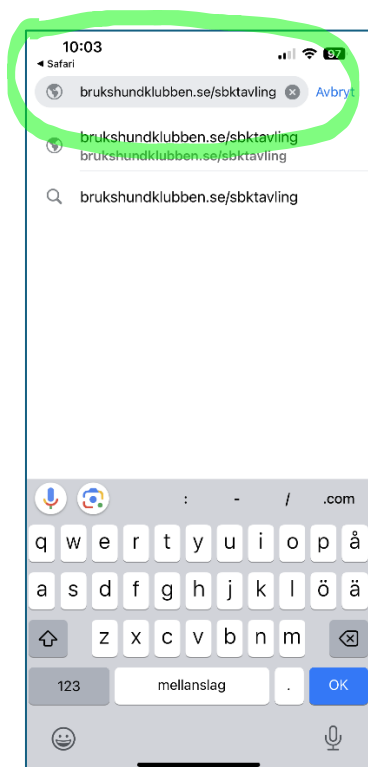 10:03
97
◀ Safari
brukshundklubben.se/sbktavling Avbryt
brukshundklubben.se/sbktavling
brukshundklubben.se/sbktavling
brukshundklubben.se/sbktavling
: - / .com
q w e r t y u i o p å
a s d f g h j k l ö ä
z x c v b n m
123 mellanslag . OK